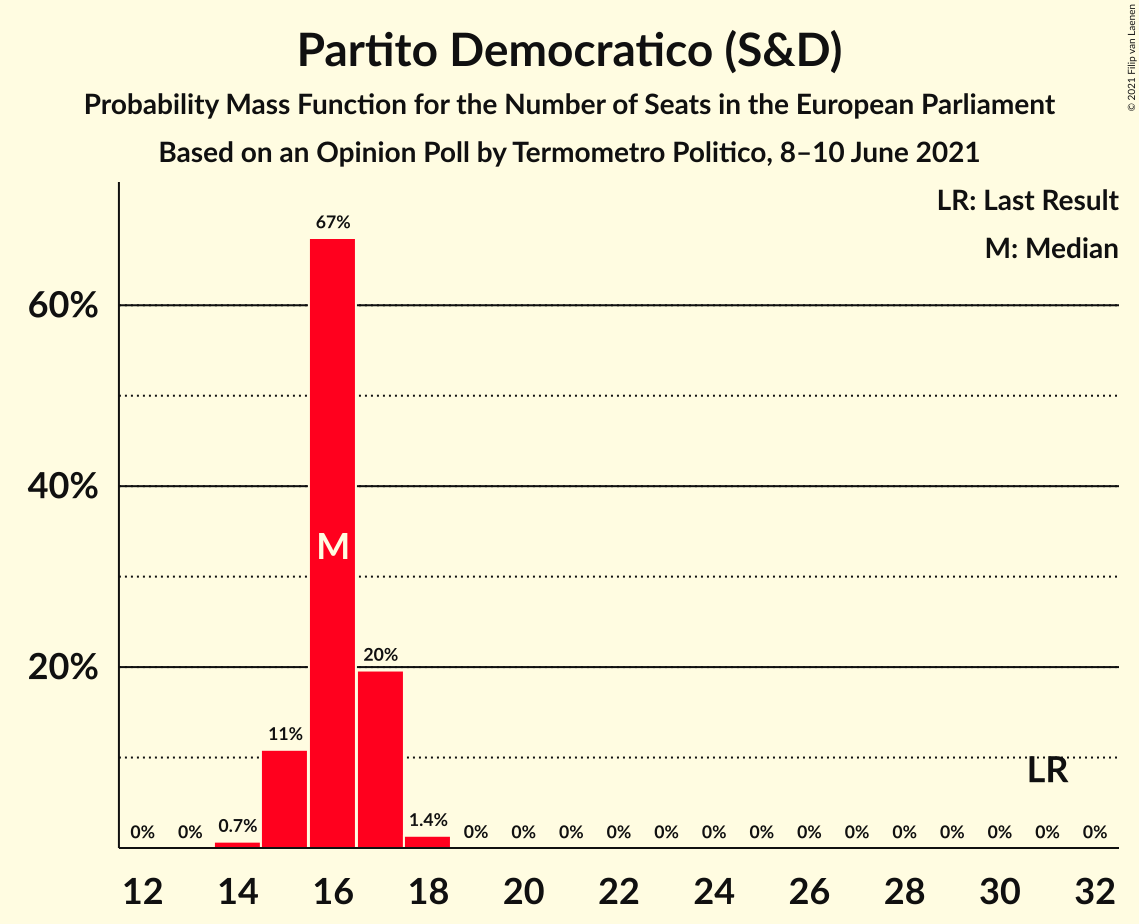 Partito Democratico (S&D)
Probability Mass Function for the Number of Seats in the European Parliament
Based on an Opinion Poll by Termometro Politico, 8–10 June 2021
© 2021 Filip van Laenen
LR: Last Result
M: Median
67%
60%
40%
M
20%
20%
11%
LR
0% 0% 0.7% 1.4% 0% 0% 0% 0% 0% 0% 0% 0% 0% 0% 0% 0% 0% 0%
12 14 16 18 20 22 24 26 28 30 32